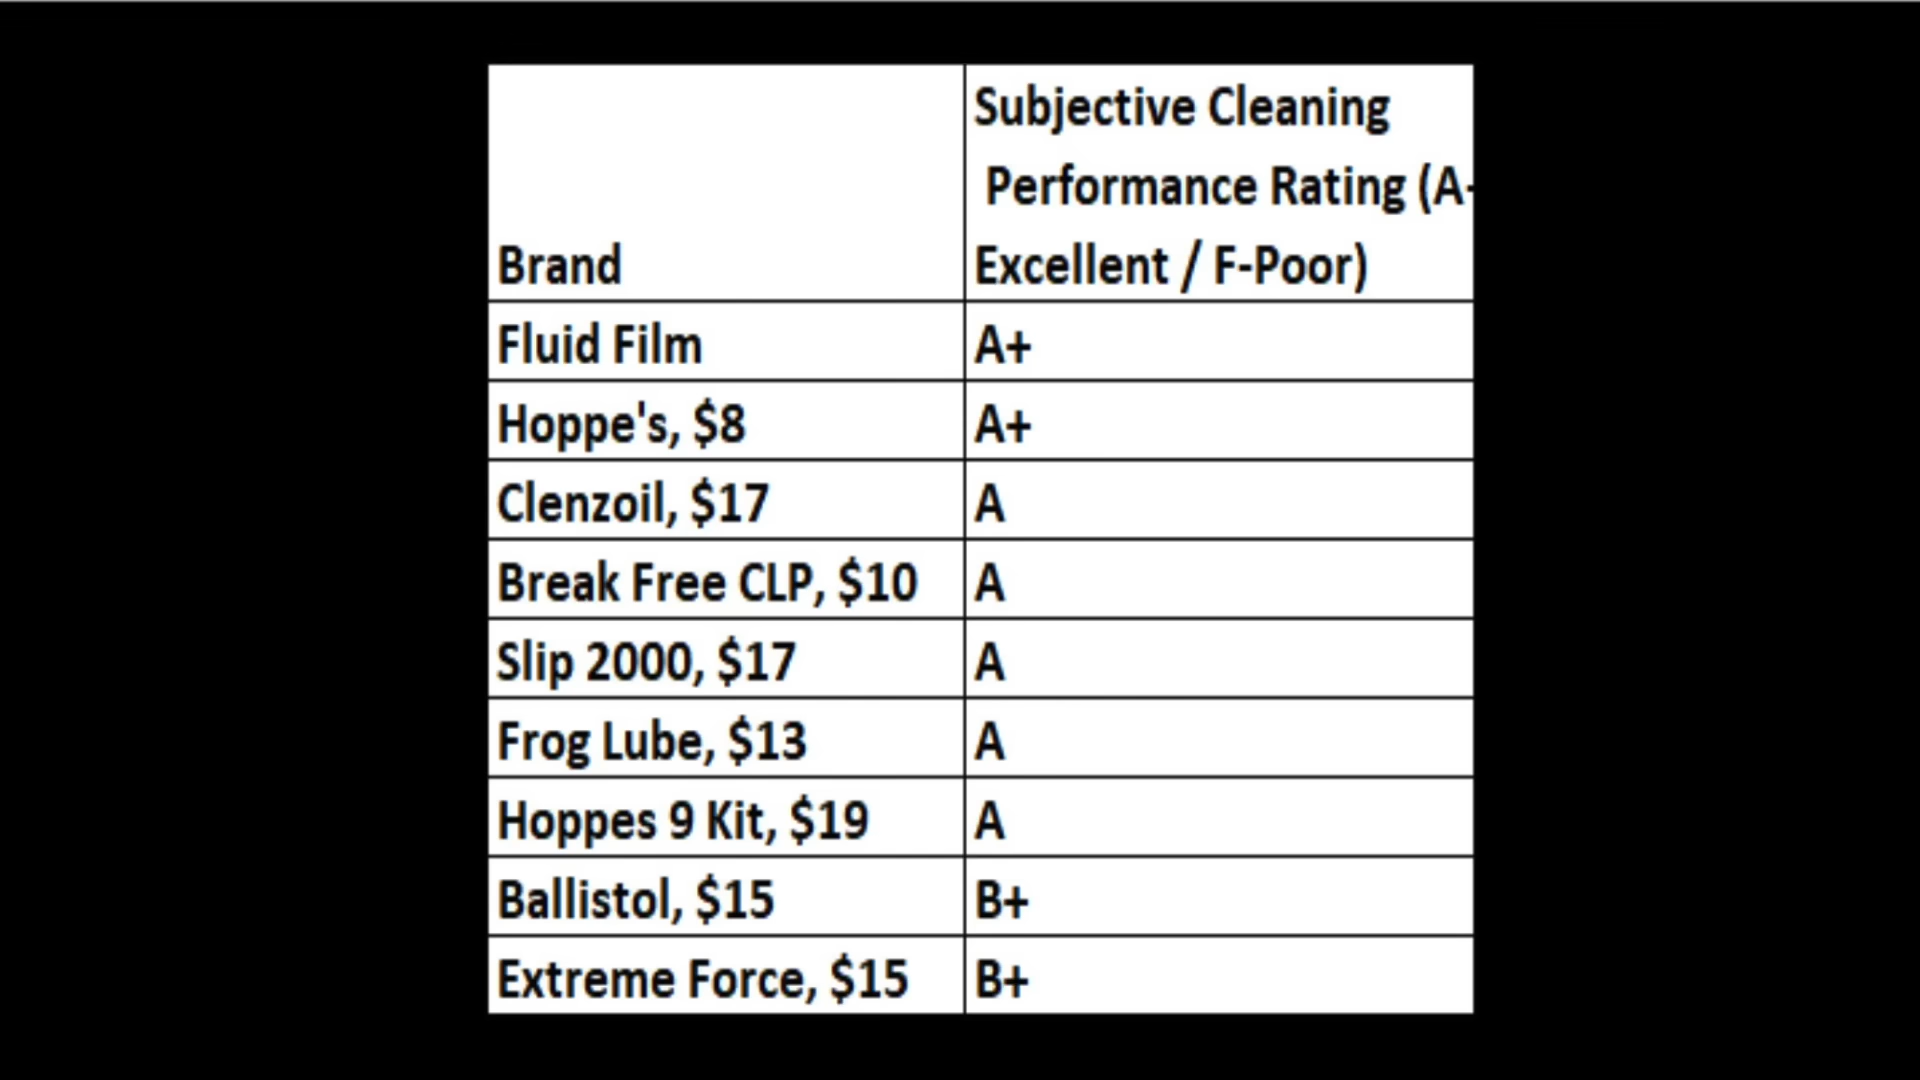 Subjective Cleaning
Performance Rating (A-
Brand Excellent / F-Poor)
Fluid Film A+
Hoppe's, $8 A+
Clenzoil, $17 A
Break Free CLP, $10 A
Slip 2000, $17 A
Frog Lube, $13 A
Hoppes 9 Kit, $19 A
Ballistol, $15 B+
Extreme Force, $15 B+